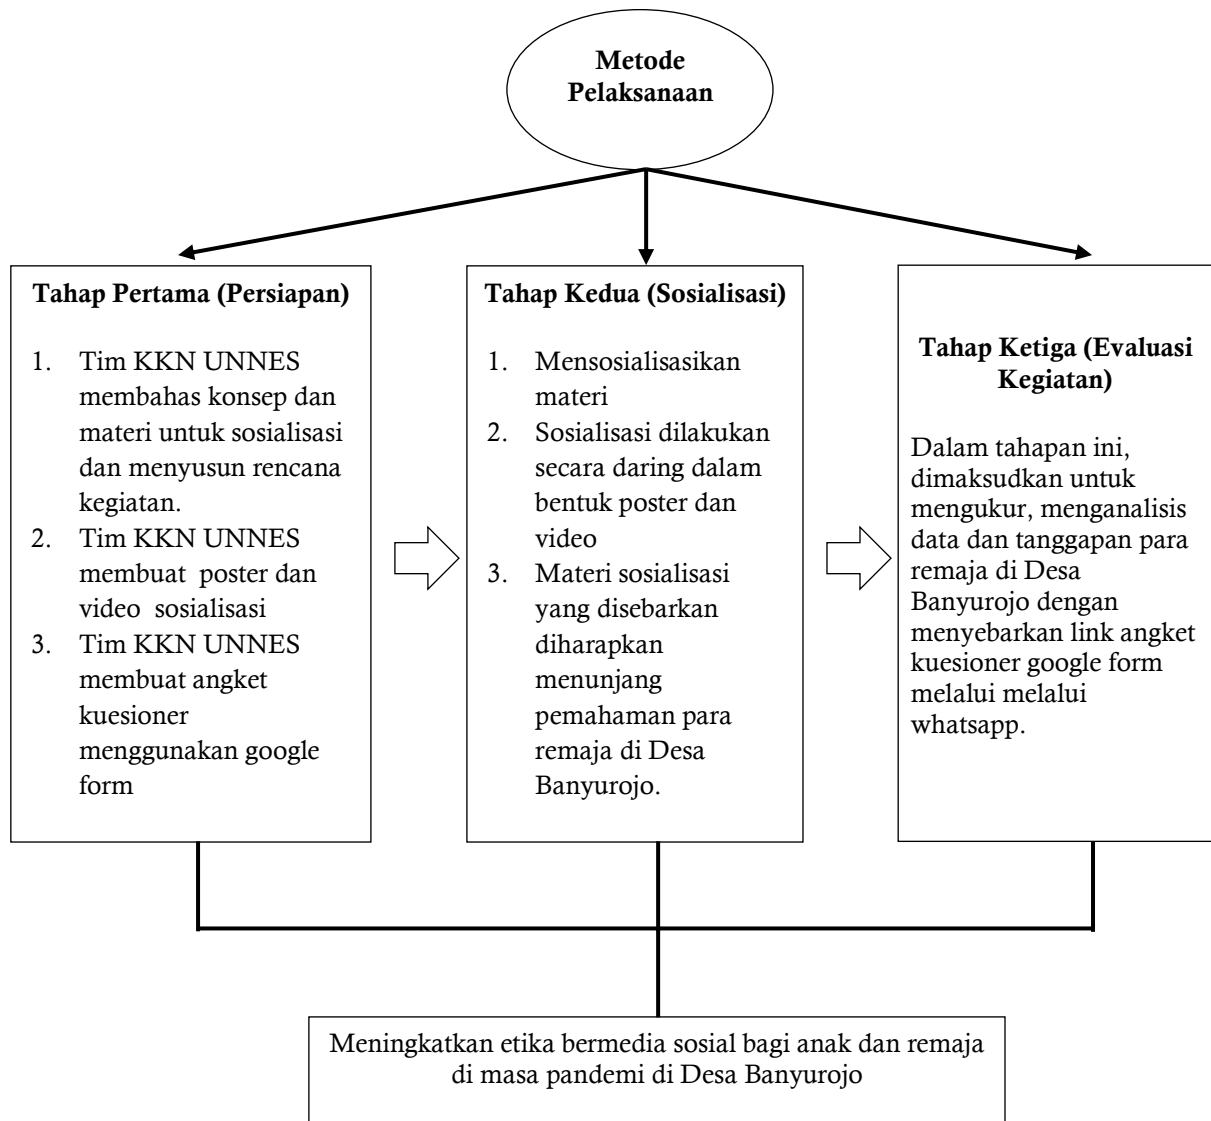 Metode
Pelaksanaan
Tahap Pertama (Persiapan)
1. Tim KKN UNNES
membahas konsep dan
materi untuk sosialisasi
dan menyusun rencana
kegiatan.
2. Tim KKN UNNES
membuat poster dan
video sosialisasi
3. Tim KKN UNNES
membuat angket
kuesioner
menggunakan google
form
Tahap Kedua (Sosialisasi)
1. Mensosialisasikan
materi
2. Sosialisasi dilakukan
secara daring dalam
bentuk poster dan
video
3. Materi sosialisasi
yang disebarkan
diharapkan
menunjang
pemahaman para
remaja di Desa
Banyurojo.
Tahap Ketiga (Evaluasi
Kegiatan)
Dalam tahapan ini,
dimaksudkan untuk
mengukur, menganalisis
data dan tanggapan para
remaja di Desa
Banyurojo dengan
menyebarkan link angket
kuesioner google form
melalui melalui
whatsapp.
Meningkatkan etika bermedia sosial bagi anak dan remaja
di masa pandemi di Desa Banyurojo